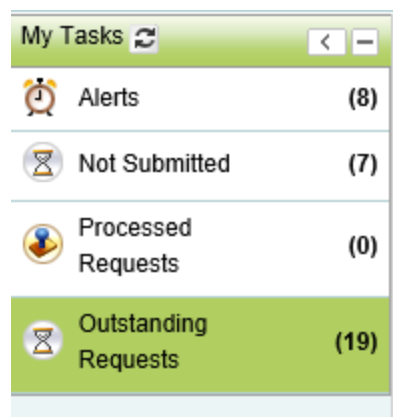 My Tasks
Alerts (8)
Not Submitted (7)
Processed
Requests (0)
Outstanding
Requests (19)